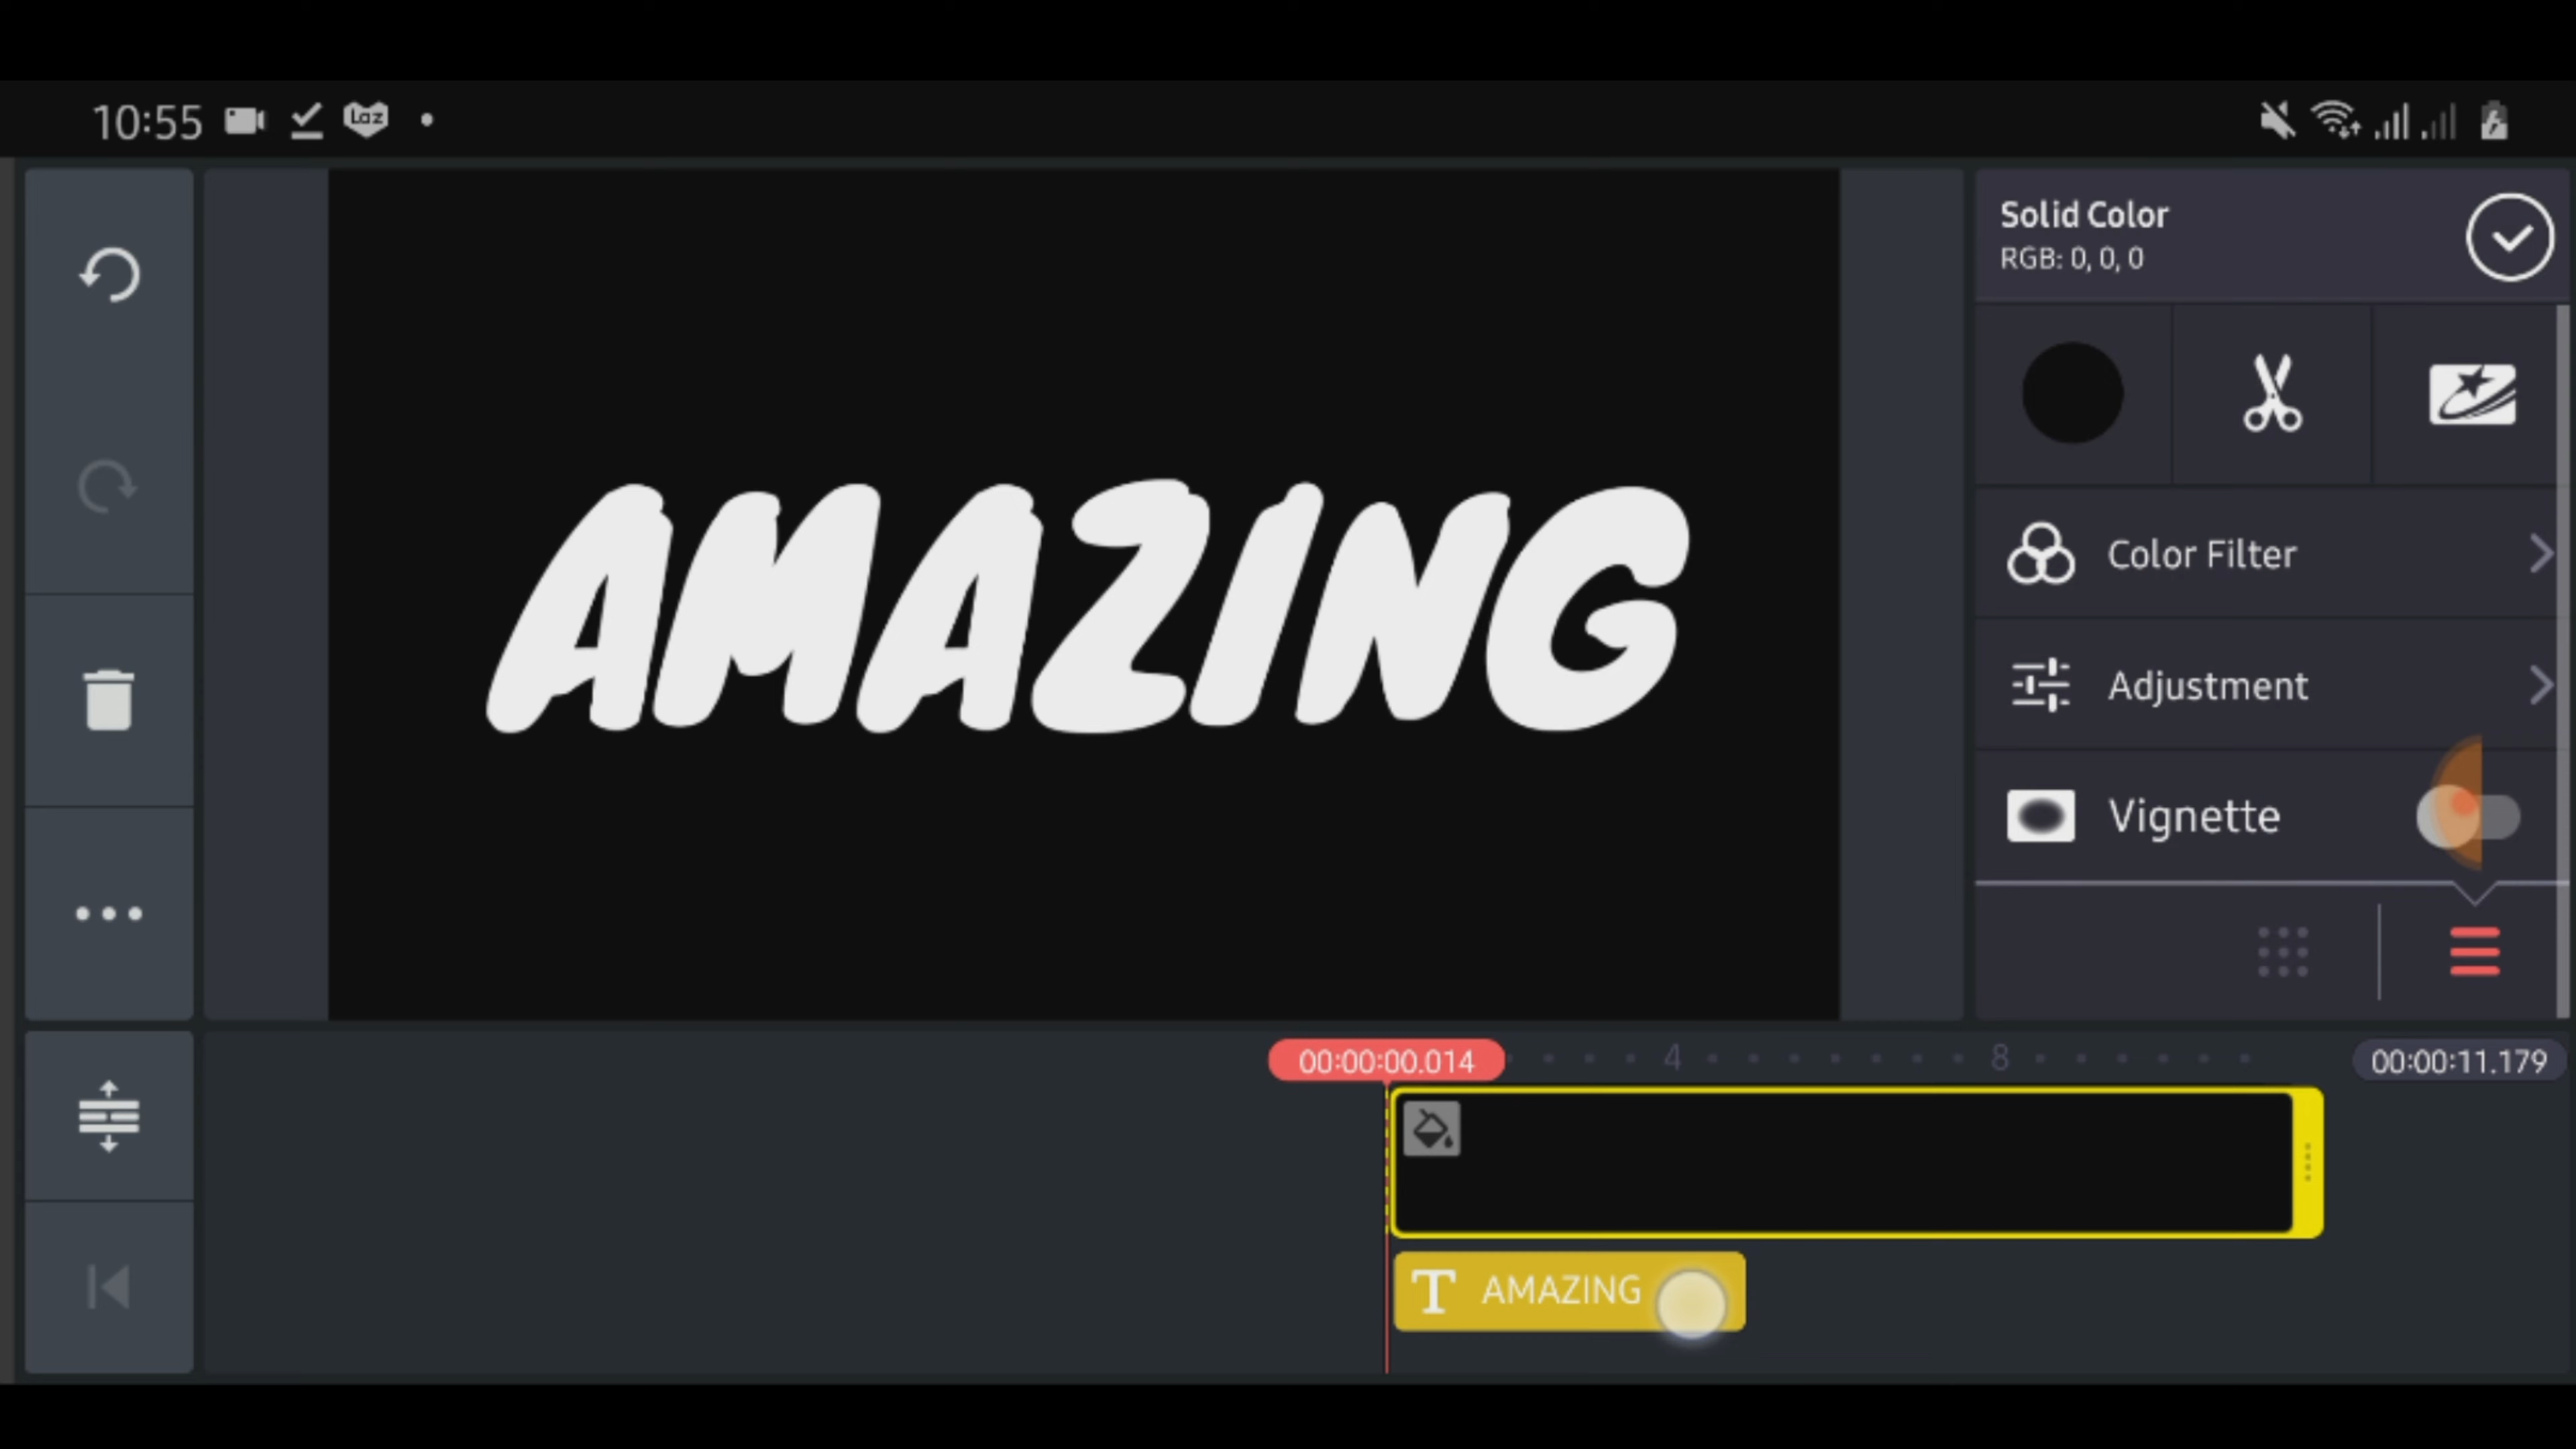 10:55
Laz
Solid Color
RGB: 0, 0, 0
AMAZING
Color Filter
Adjustment
Vignette
00:00:00.014
4
8
00:00:11.179
T AMAZING